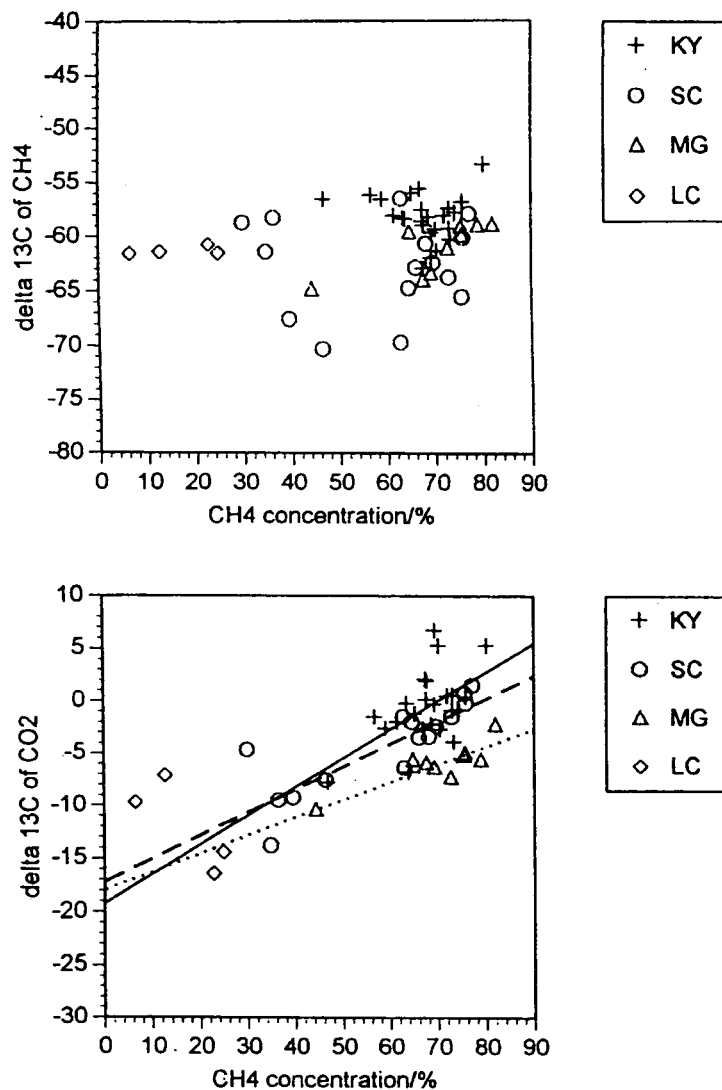 -40
-45
-50
-55
-60
-65
-70
-75
-80
delta 13C of CH4
0 10 20 30 40 50 60 70 80 90
CH4 concentration/%
KY
SC
MG
LC
10
5
0
-5
-10
-15
-20
-25
-30
delta 13C of CO2
0 10 20 30 40 50 60 70 80 90
CH4 concentration/%
KY
SC
MG
LC